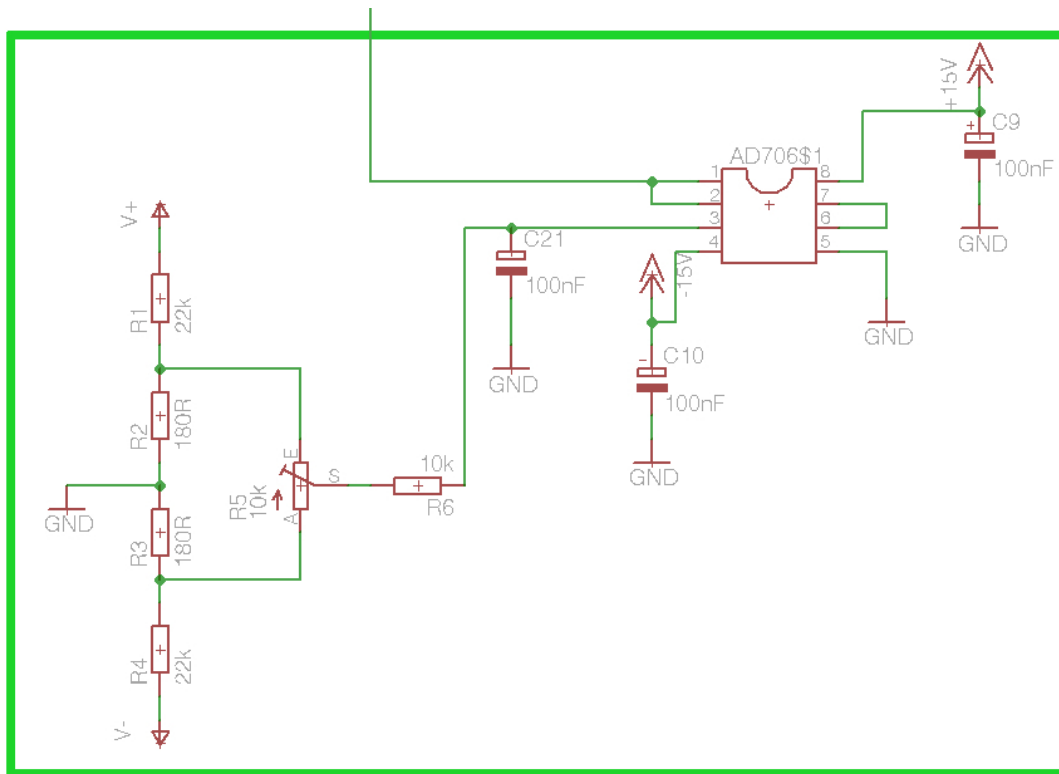 +15V
C9
100nF
GND
AD706$1
1
8
2
7
3
6
4
5
+
GND
C21
100nF
GND
-15V
-
C10
100nF
GND
V+
R1
22k
R2
180R
GND
R3
180R
R4
22k
V-
E
S
A
R5
10k
10k
R6